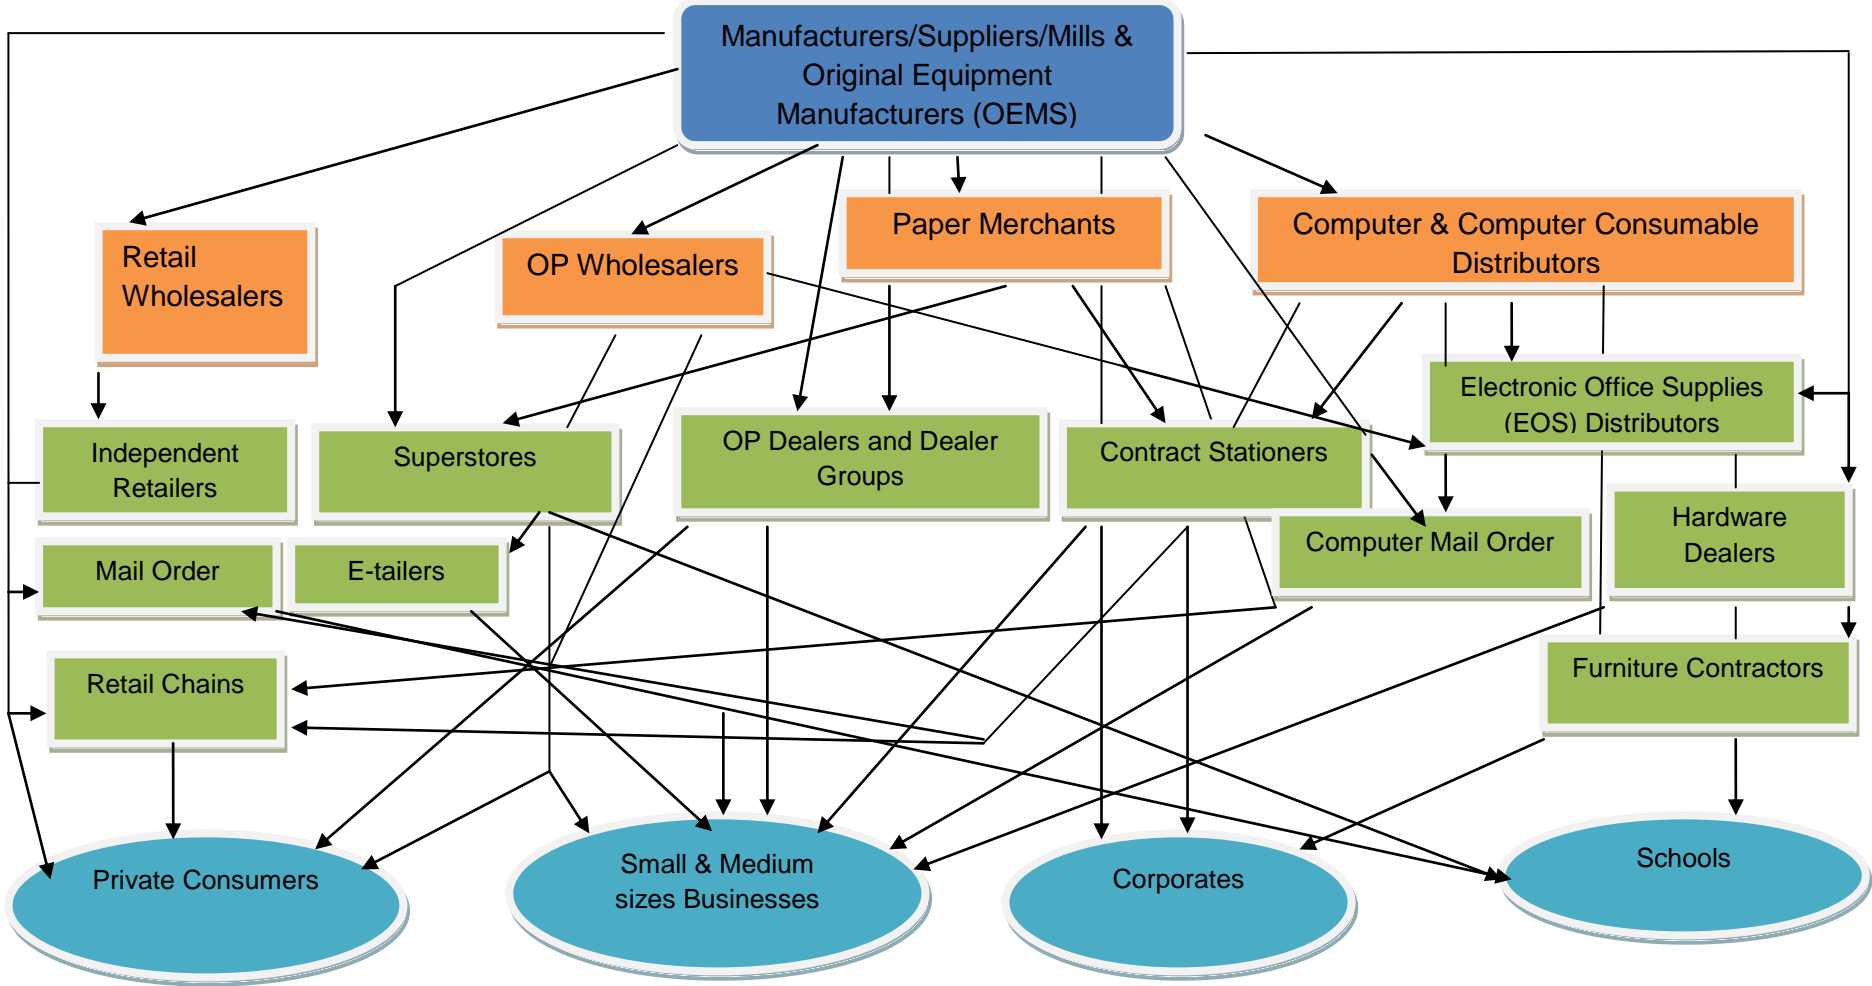 Manufacturers/Suppliers/Mills &
Original Equipment
Manufacturers (OEMS)
Retail
Wholesalers
OP Wholesalers
Paper Merchants
Computer & Computer Consumable
Distributors
Independent
Retailers
Superstores
OP Dealers and Dealer
Groups
Contract Stationers
Electronic Office Supplies
(EOS) Distributors
Mail Order
E-tailers
Computer Mail Order
Hardware
Dealers
Retail Chains
Furniture Contractors
Private Consumers
Small & Medium
sizes Businesses
Corporates
Schools